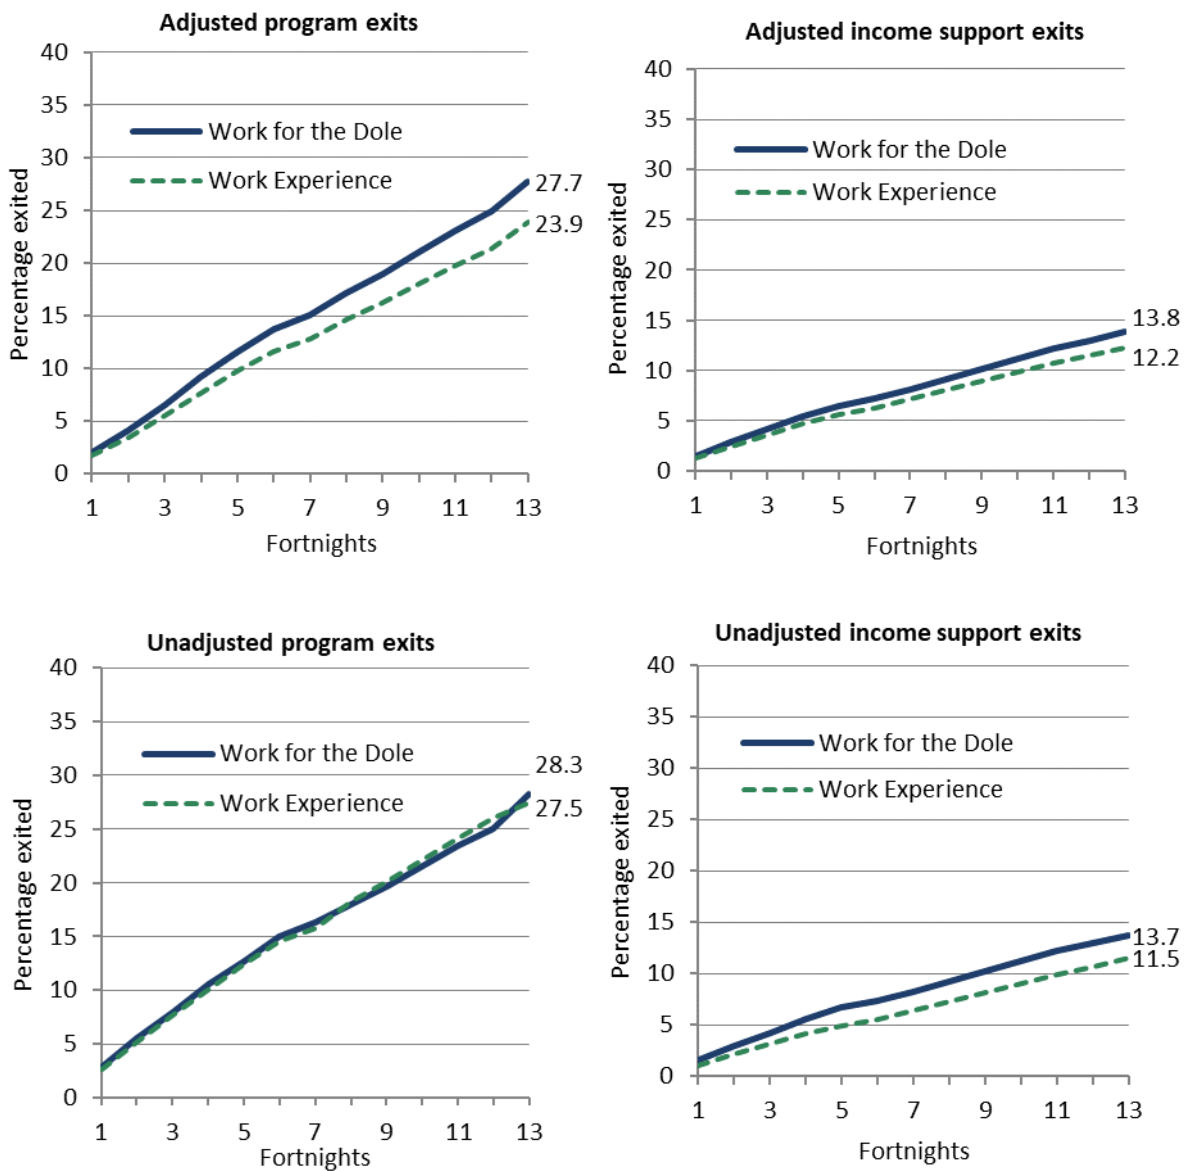 Adjusted program exits
40
35
30
25
20
15
10
5
0
Percentage exited
Work for the Dole
Work Experience
27.7
23.9
1 3 5 7 9 11 13
Fortnights
Adjusted income support exits
40
35
30
25
20
15
10
5
0
Percentage exited
Work for the Dole
Work Experience
13.8
12.2
1 3 5 7 9 11 13
Fortnights
Unadjusted program exits
40
35
30
25
20
15
10
5
0
Percentage exited
Work for the Dole
Work Experience
28.3
27.5
1 3 5 7 9 11 13
Fortnights
Unadjusted income support exits
40
35
30
25
20
15
10
5
0
Percentage exited
Work for the Dole
Work Experience
13.7
11.5
1 3 5 7 9 11 13
Fortnights